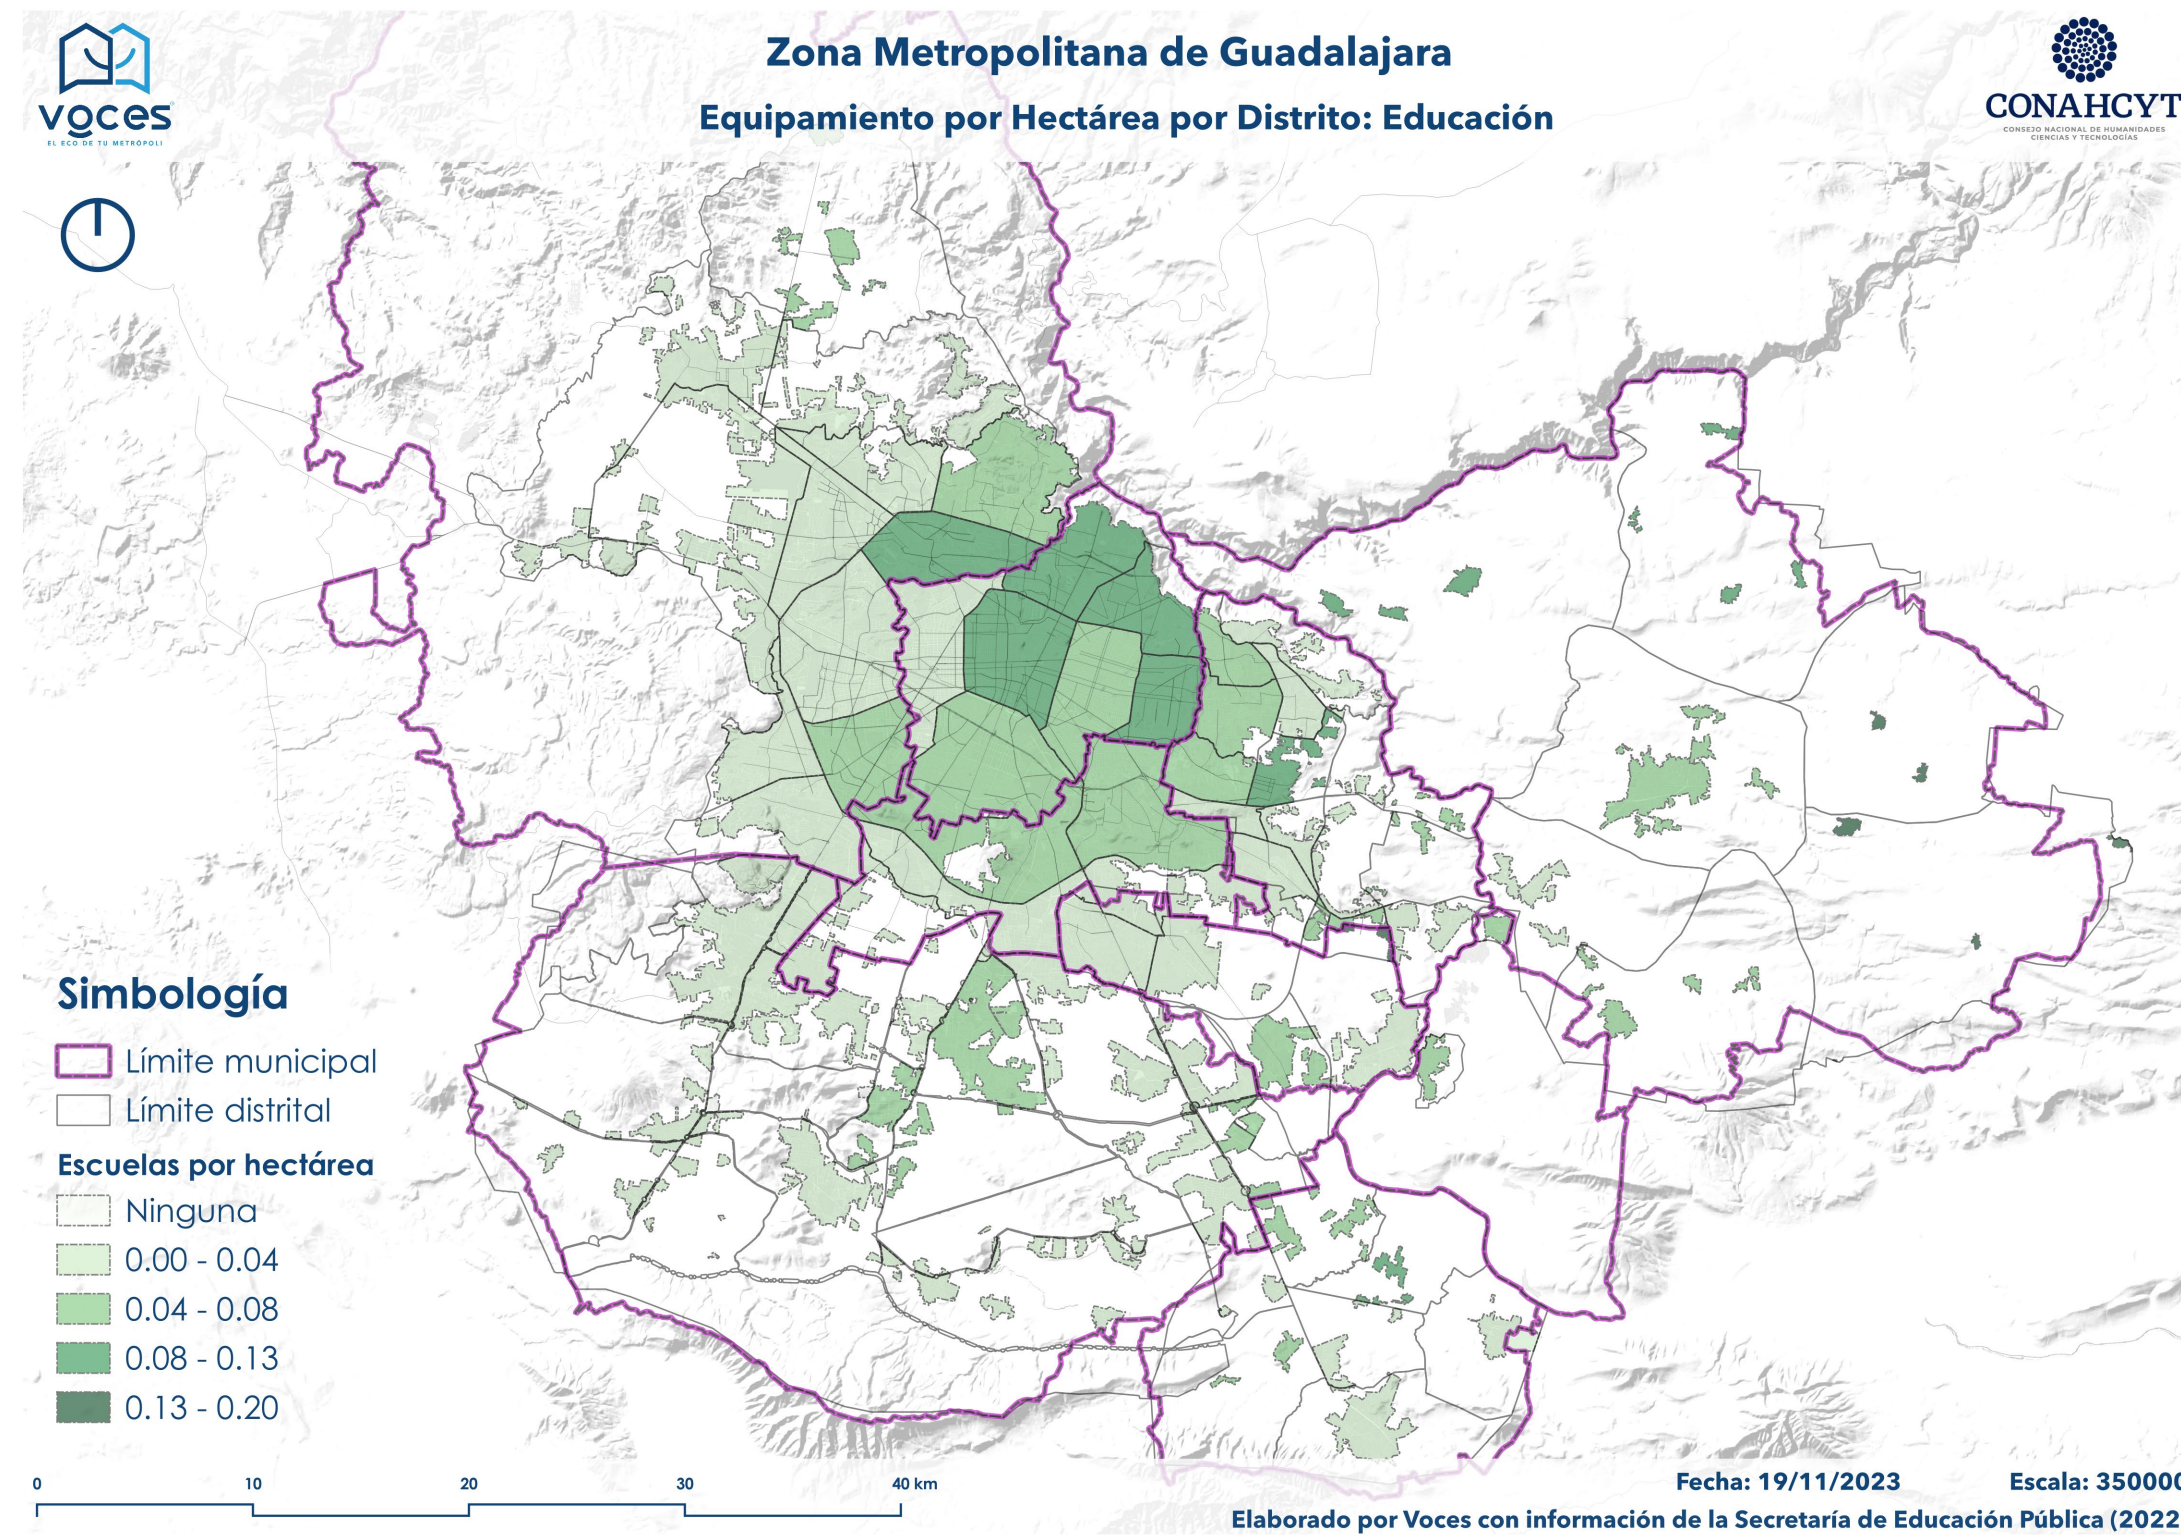 voces
EL ECO DE TU METRÓPOLI
Zona Metropolitana de Guadalajara
Equipamiento por Hectárea por Distrito: Educación
CONAHCYT
CONSEJO NACIONAL DE HUMANIDADES
CIENCIAS Y TECNOLOGÍAS
Simbología
Límite municipal
Límite distrital
Escuelas por hectárea
Ninguna
0.00 - 0.04
0.04 - 0.08
0.08 - 0.13
0.13 - 0.20
0 10 20 30 40 km
Fecha: 19/11/2023 Escala: 350000
Elaborado por Voces con información de la Secretaría de Educación Pública (2022